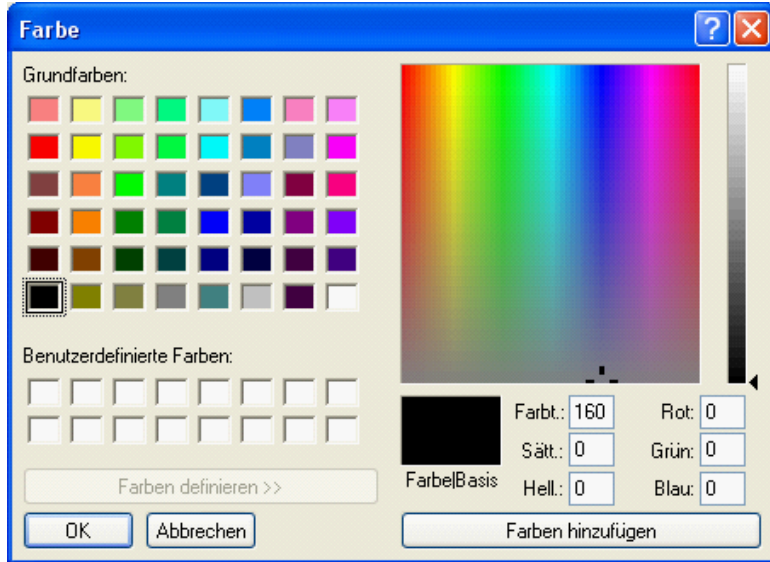 Farbe
Grundfarben:
Benutzerdefinierte Farben:
Farben definieren >>
OK
Abbrechen
Farbe|Basis
Farbt.: 160
Sätt.: 0
Hell.: 0
Rot: 0
Grün: 0
Blau: 0
Farben hinzufügen